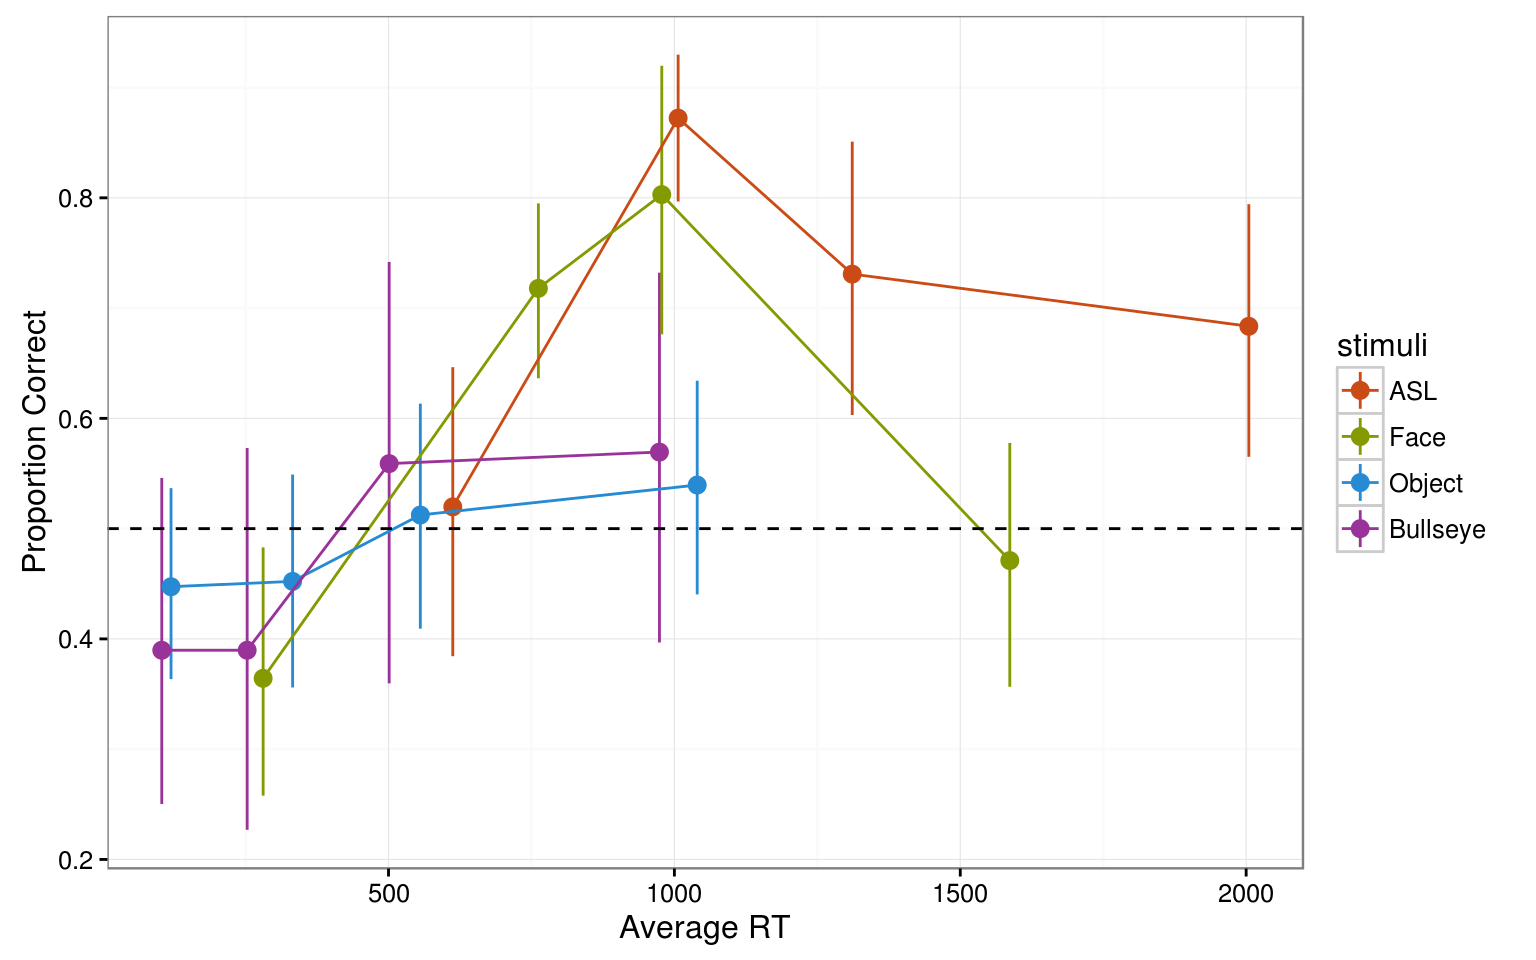 Proportion Correct
0.8
0.6
0.4
0.2
500 1000 1500 2000
Average RT
stimuli
ASL
Face
Object
Bullseye